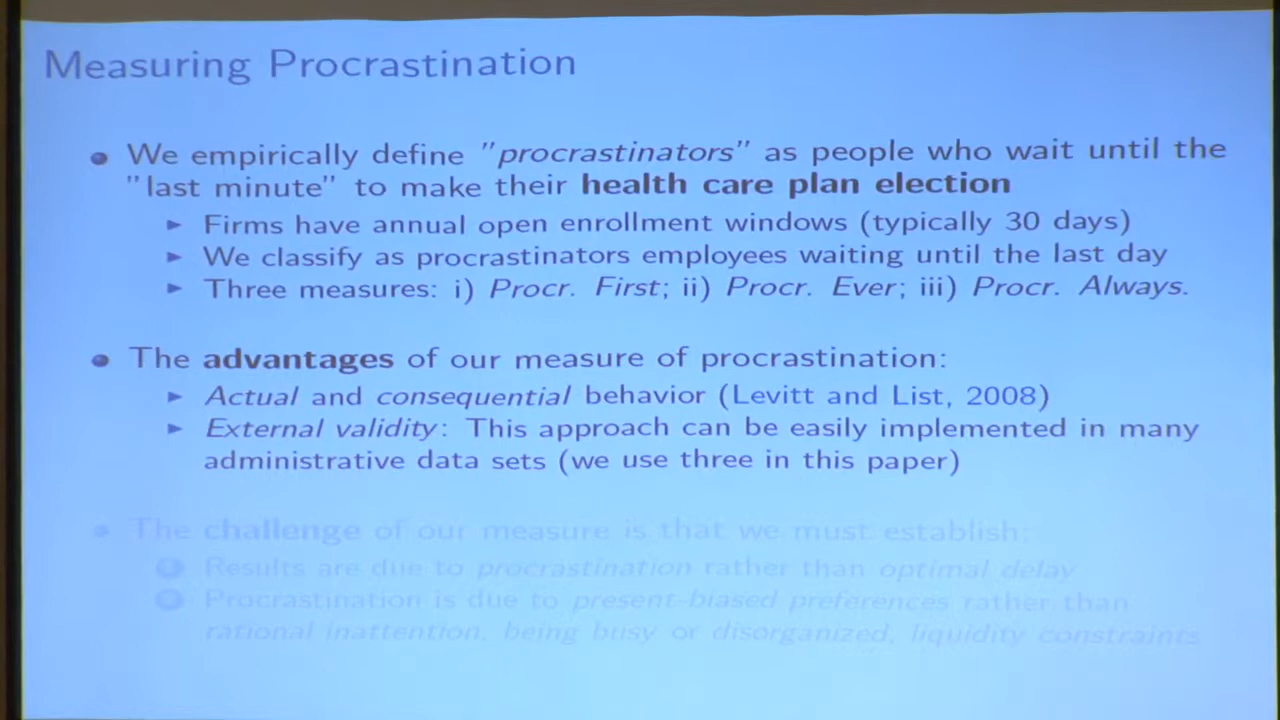 Measuring Procrastination
We empirically define "procrastinators" as people who wait until the
"last minute" to make their health care plan election
Firms have annual open enrollment windows (typically 30 days)
We classify as procrastinators employees waiting until the last day
Three measures: i) Procr. First; ii) Procr. Ever; iii) Procr. Always.
The advantages of our measure of procrastination:
Actual and consequential behavior (Levitt and List, 2008)
External validity: This approach can be easily implemented in many
administrative data sets (we use three in this paper)
The challenge of our measure is that we must establish:
Results are due to procrastination rather than optimal delay
Procrastination is due to present-biased preferences rather than
rational inattention, being busy or disorganized, liquidity constraints